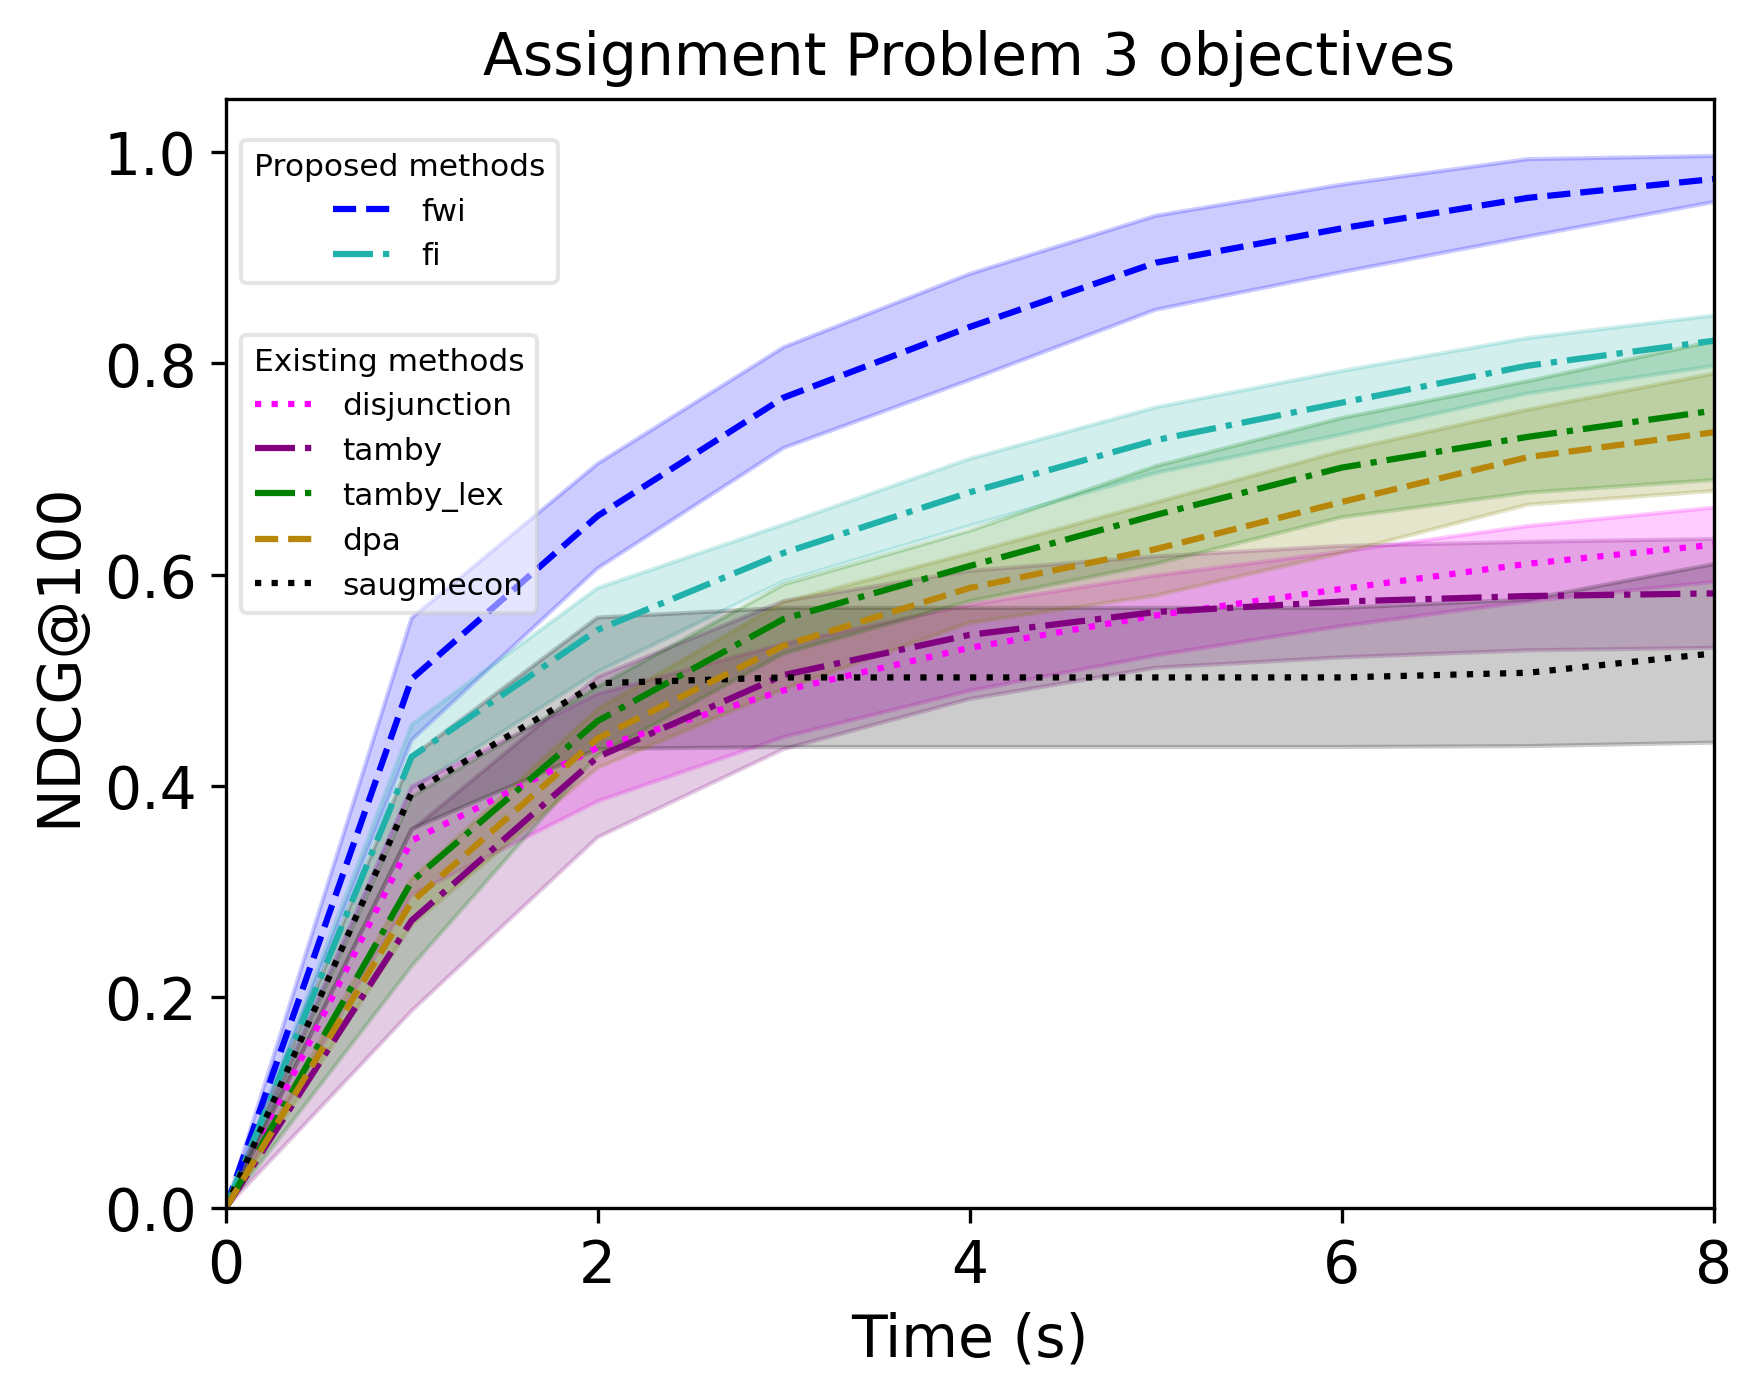 Assignment Problem 3 objectives
NDCG@100
1.0
0.8
0.6
0.4
0.2
0.0
Proposed methods
fwi
fi
Existing methods
disjunction
tamby
tamby_lex
dpa
saugmecon
0 2 4 6 8
Time (s)